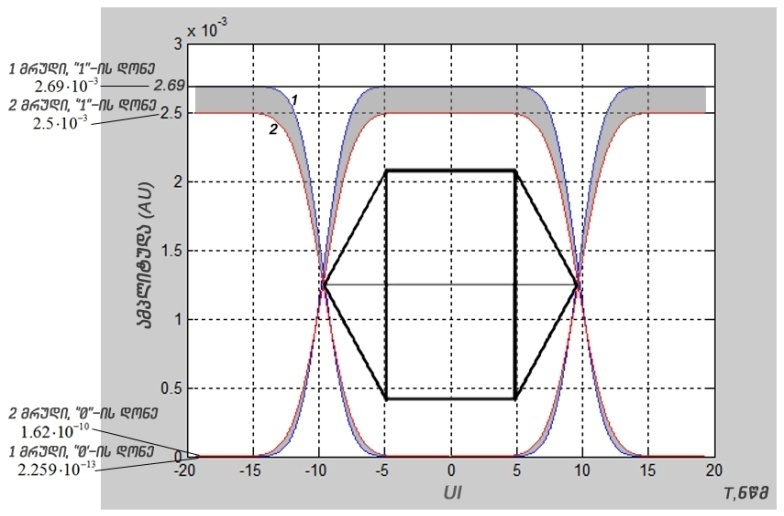 x 10⁻³
1 მრუდი, "1"-ის დონე
2.69·10⁻³
2.69
2 მრუდი, "1"-ის დონე
2.5·10⁻³
1
2
3
2.5
2
1.5
1
0.5
0
ამპლიტუდა (AU)
2 მრუდი, "0"-ის დონე
1.62·10⁻¹⁰
1 მრუდი, "0'-ის დონე
2.259·10⁻¹³
-20 -15 -10 -5 0 5 10 15 20
UI
T,ნწმ